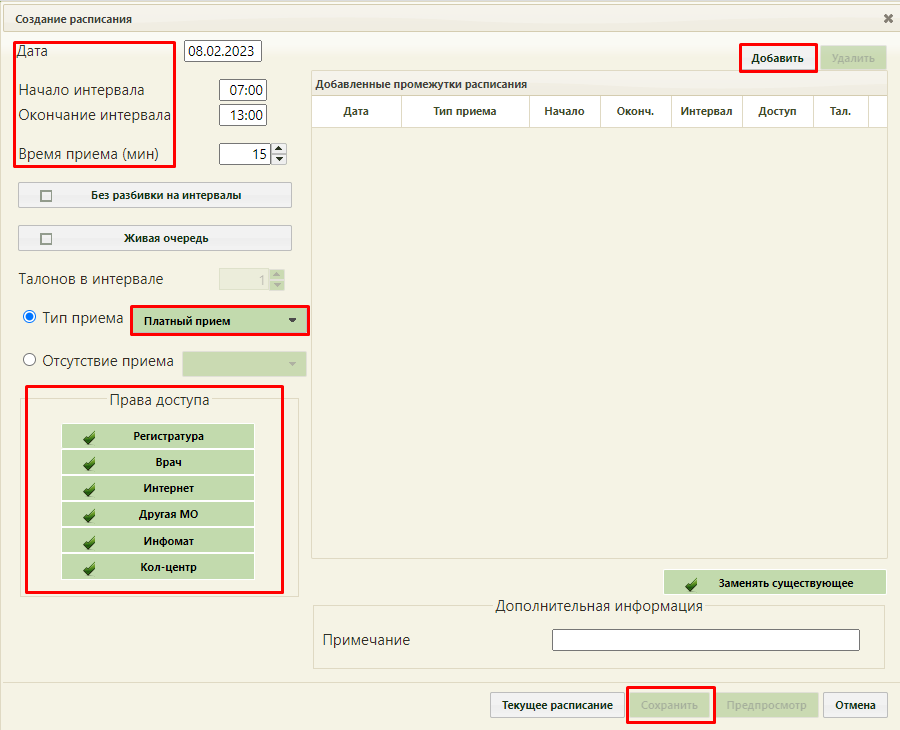 Создание расписания
Дата 08.02.2023
Начало интервала 07:00
Окончание интервала 13:00
Время приема (мин) 15
Без разбивки на интервалы
Живая очередь
Талонов в интервале 1
Тип приема Платный прием
Отсутствие приема
Права доступа
Регистратура
Врач
Интернет
Другая МО
Инфомат
Кол-центр
Добавить Удалить
Добавленные промежутки расписания
Дата Тип приема Начало Оконч. Интервал Доступ Тал.
Заменять существующее
Дополнительная информация
Примечание
Текущее расписание Сохранить Предпросмотр Отмена